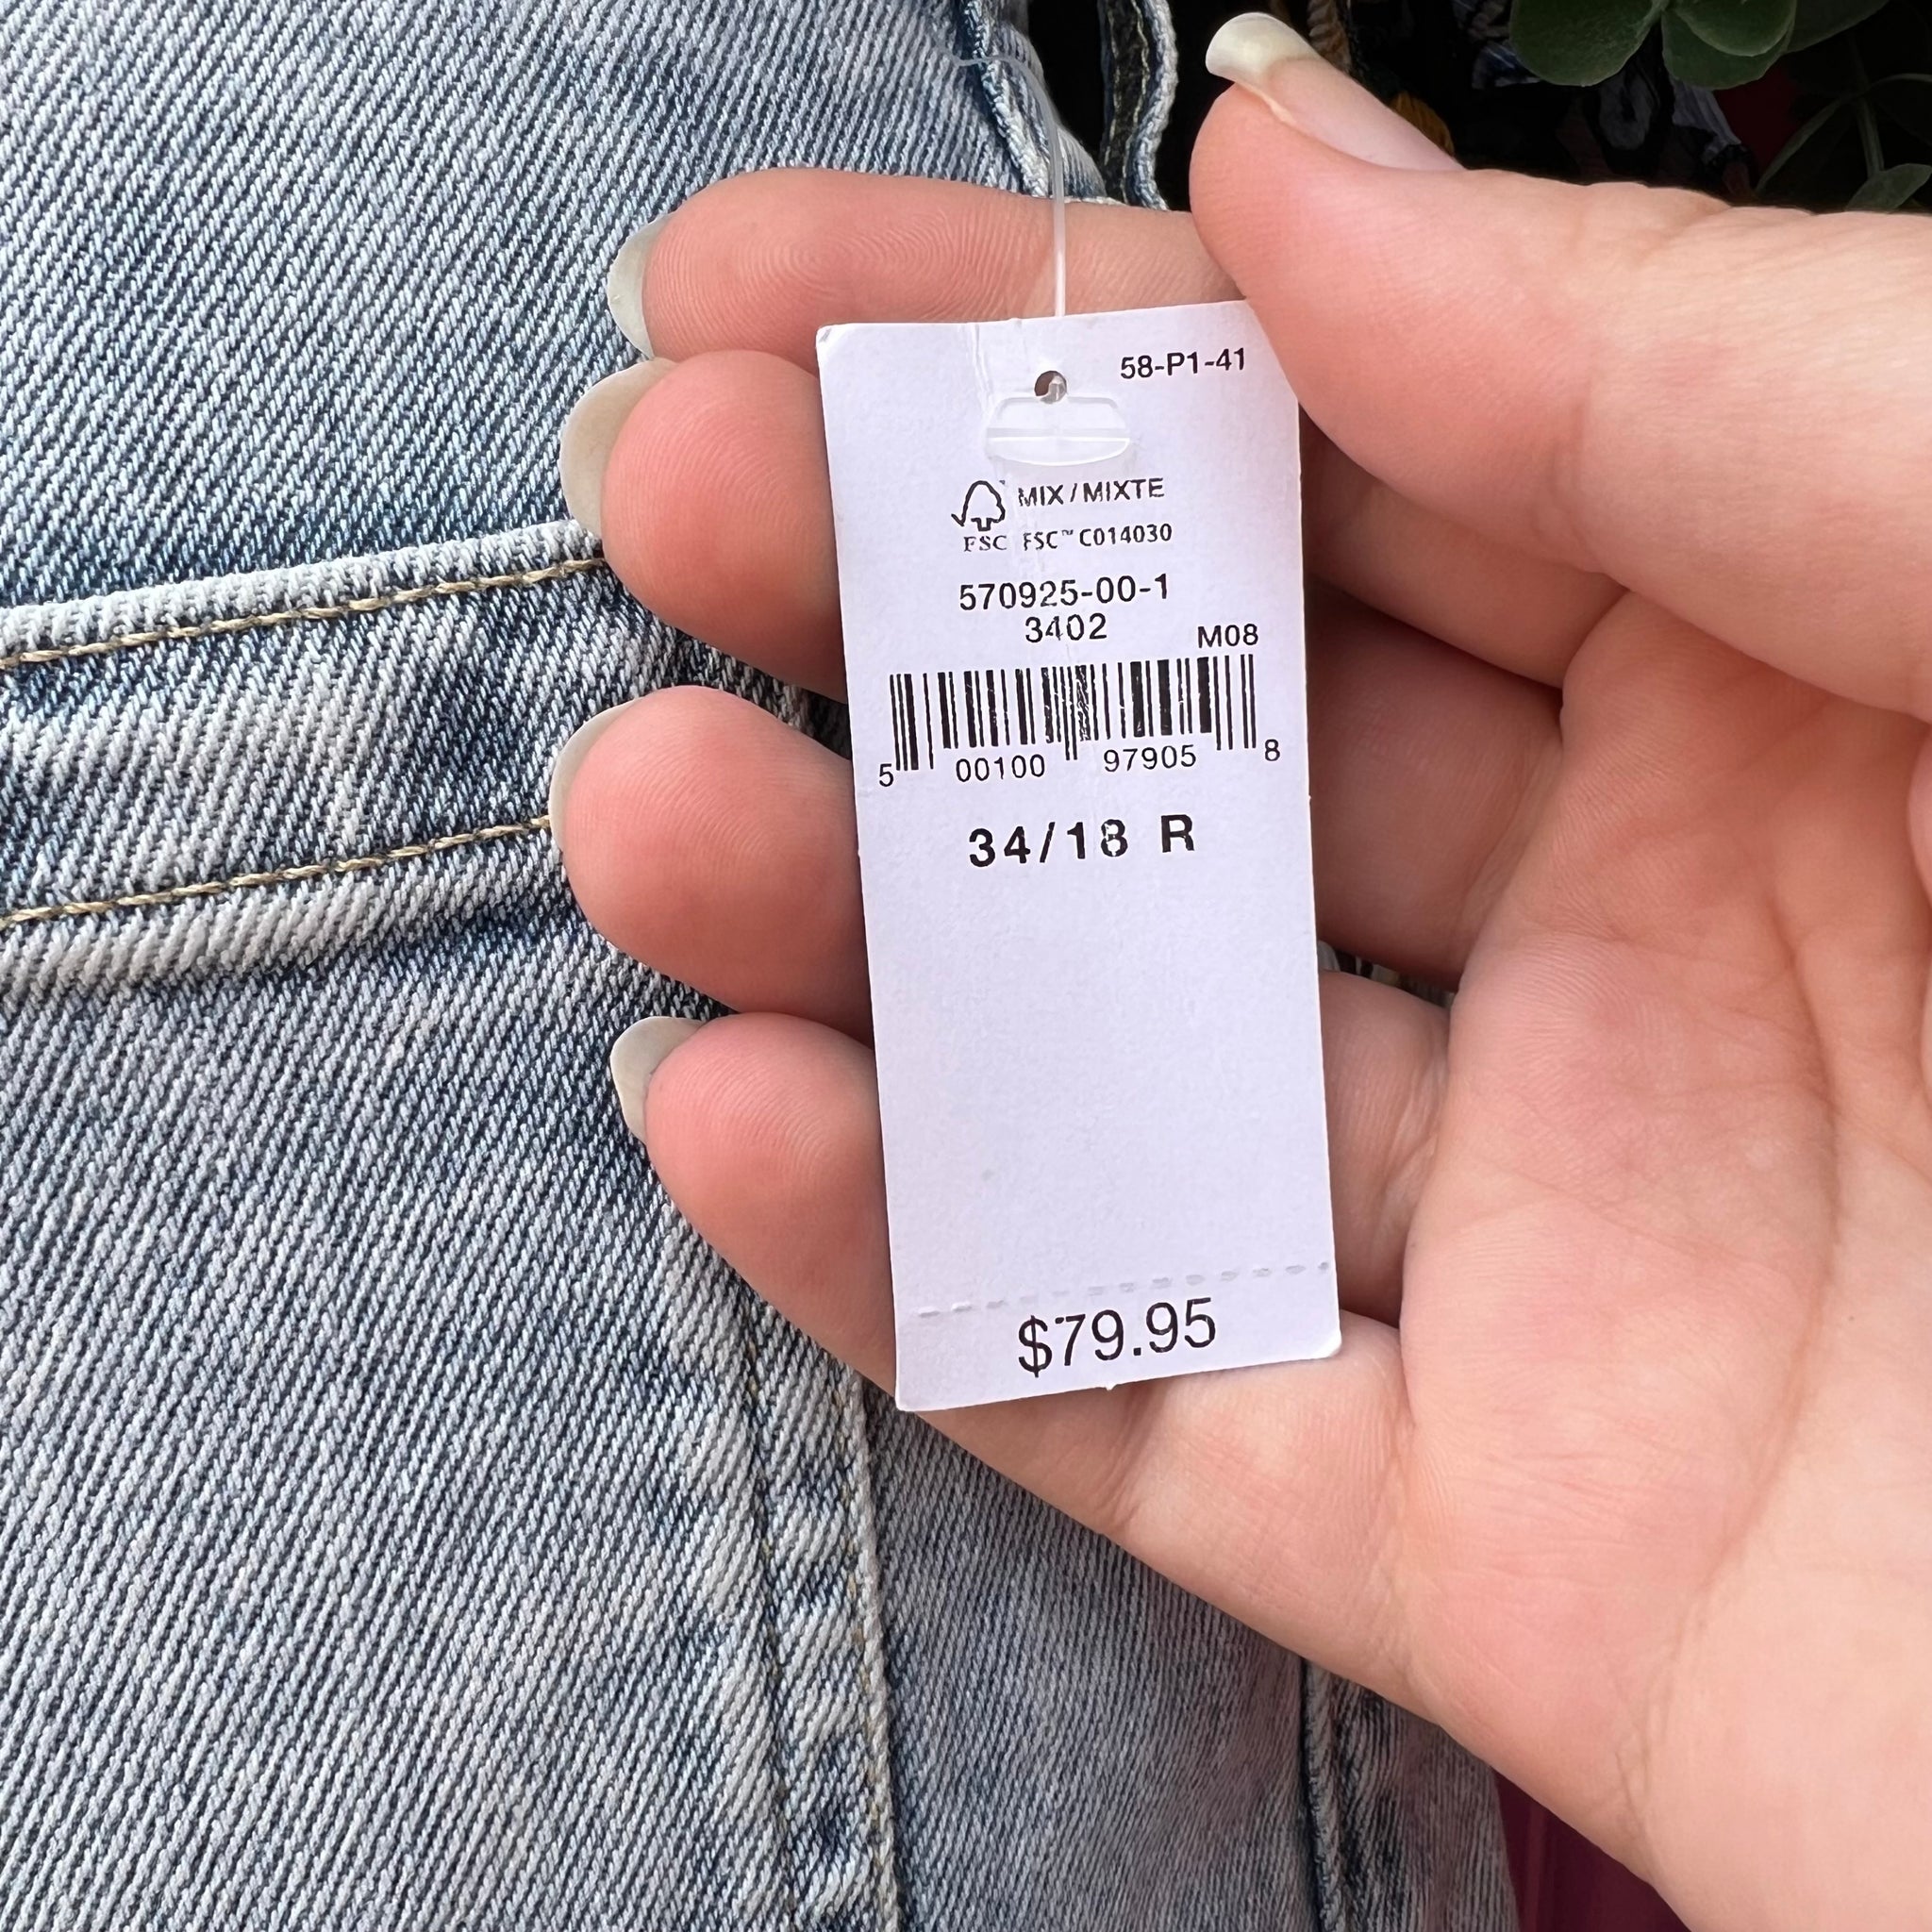 58-P1-41
MIX / MIXTE
FSC FSC™ C014030
570925-00-1
3402
M08
5 00100 97905 8
34/18 R
$79.95